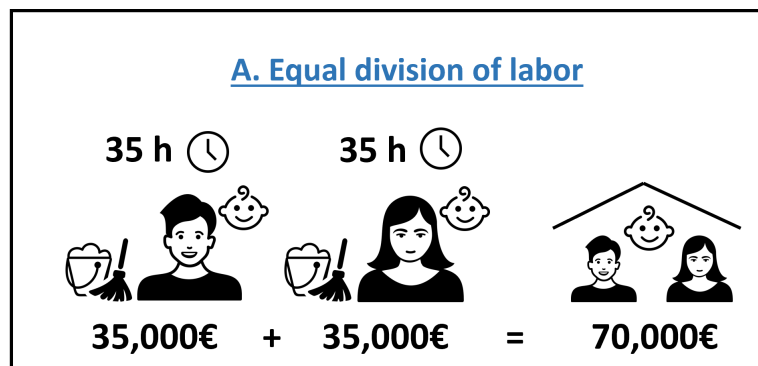 A. Equal division of labor
35 h 35 h
35,000€ + 35,000€ = 70,000€